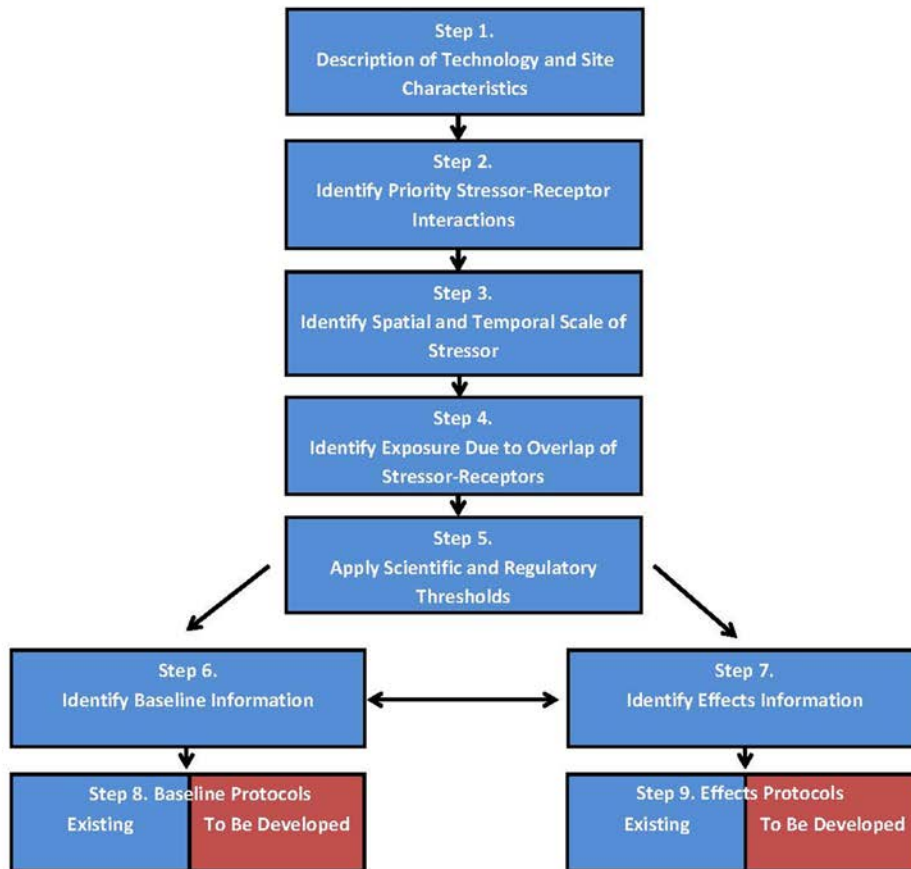 Step 1.
Description of Technology and Site
Characteristics
Step 2.
Identify Priority Stressor-Receptor
Interactions
Step 3.
Identify Spatial and Temporal Scale of
Stressor
Step 4.
Identify Exposure Due to Overlap of
Stressor-Receptors
Step 5.
Apply Scientific and Regulatory
Thresholds
Step 6.
Identify Baseline Information
Step 7.
Identify Effects Information
Step 8. Baseline Protocols
Existing To Be Developed
Step 9. Effects Protocols
Existing To Be Developed